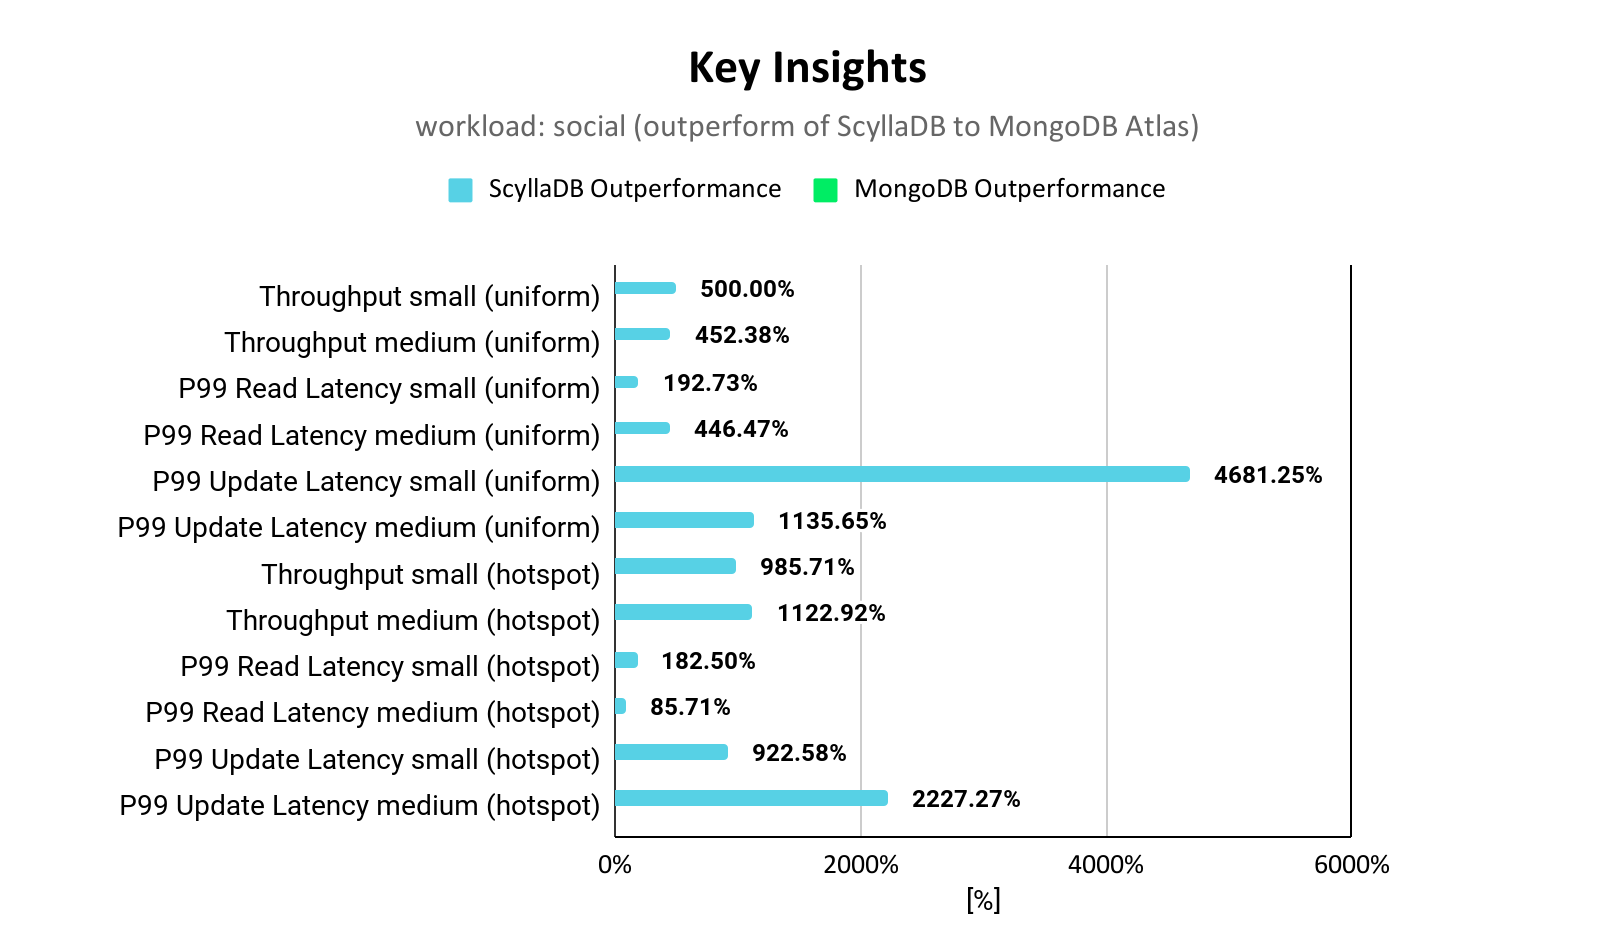 Key Insights
workload: social (outperform of ScyllaDB to MongoDB Atlas)
ScyllaDB Outperformance MongoDB Outperformance
Throughput small (uniform) 500.00%
Throughput medium (uniform) 452.38%
P99 Read Latency small (uniform) 192.73%
P99 Read Latency medium (uniform) 446.47%
P99 Update Latency small (uniform) 4681.25%
P99 Update Latency medium (uniform) 1135.65%
Throughput small (hotspot) 985.71%
Throughput medium (hotspot) 1122.92%
P99 Read Latency small (hotspot) 182.50%
P99 Read Latency medium (hotspot) 85.71%
P99 Update Latency small (hotspot) 922.58%
P99 Update Latency medium (hotspot) 2227.27%
0% 2000% 4000% 6000%
[%]